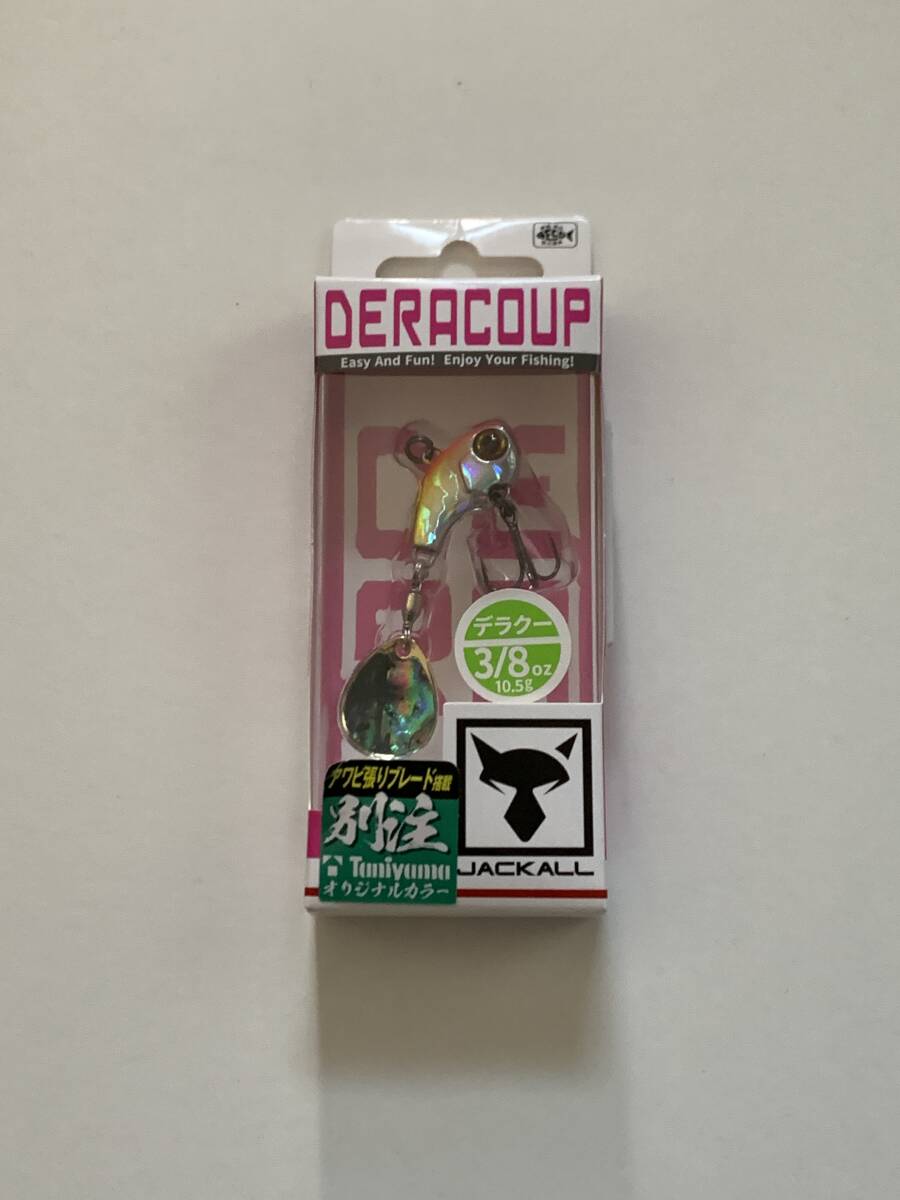 DERACOUP
Easy And Fun! Enjoy Your Fishing!
デラクー
3/8oz
10.5g
アワビ張りブレード搭載
別注
Taniyama
オリジナルカラー
JACKALL